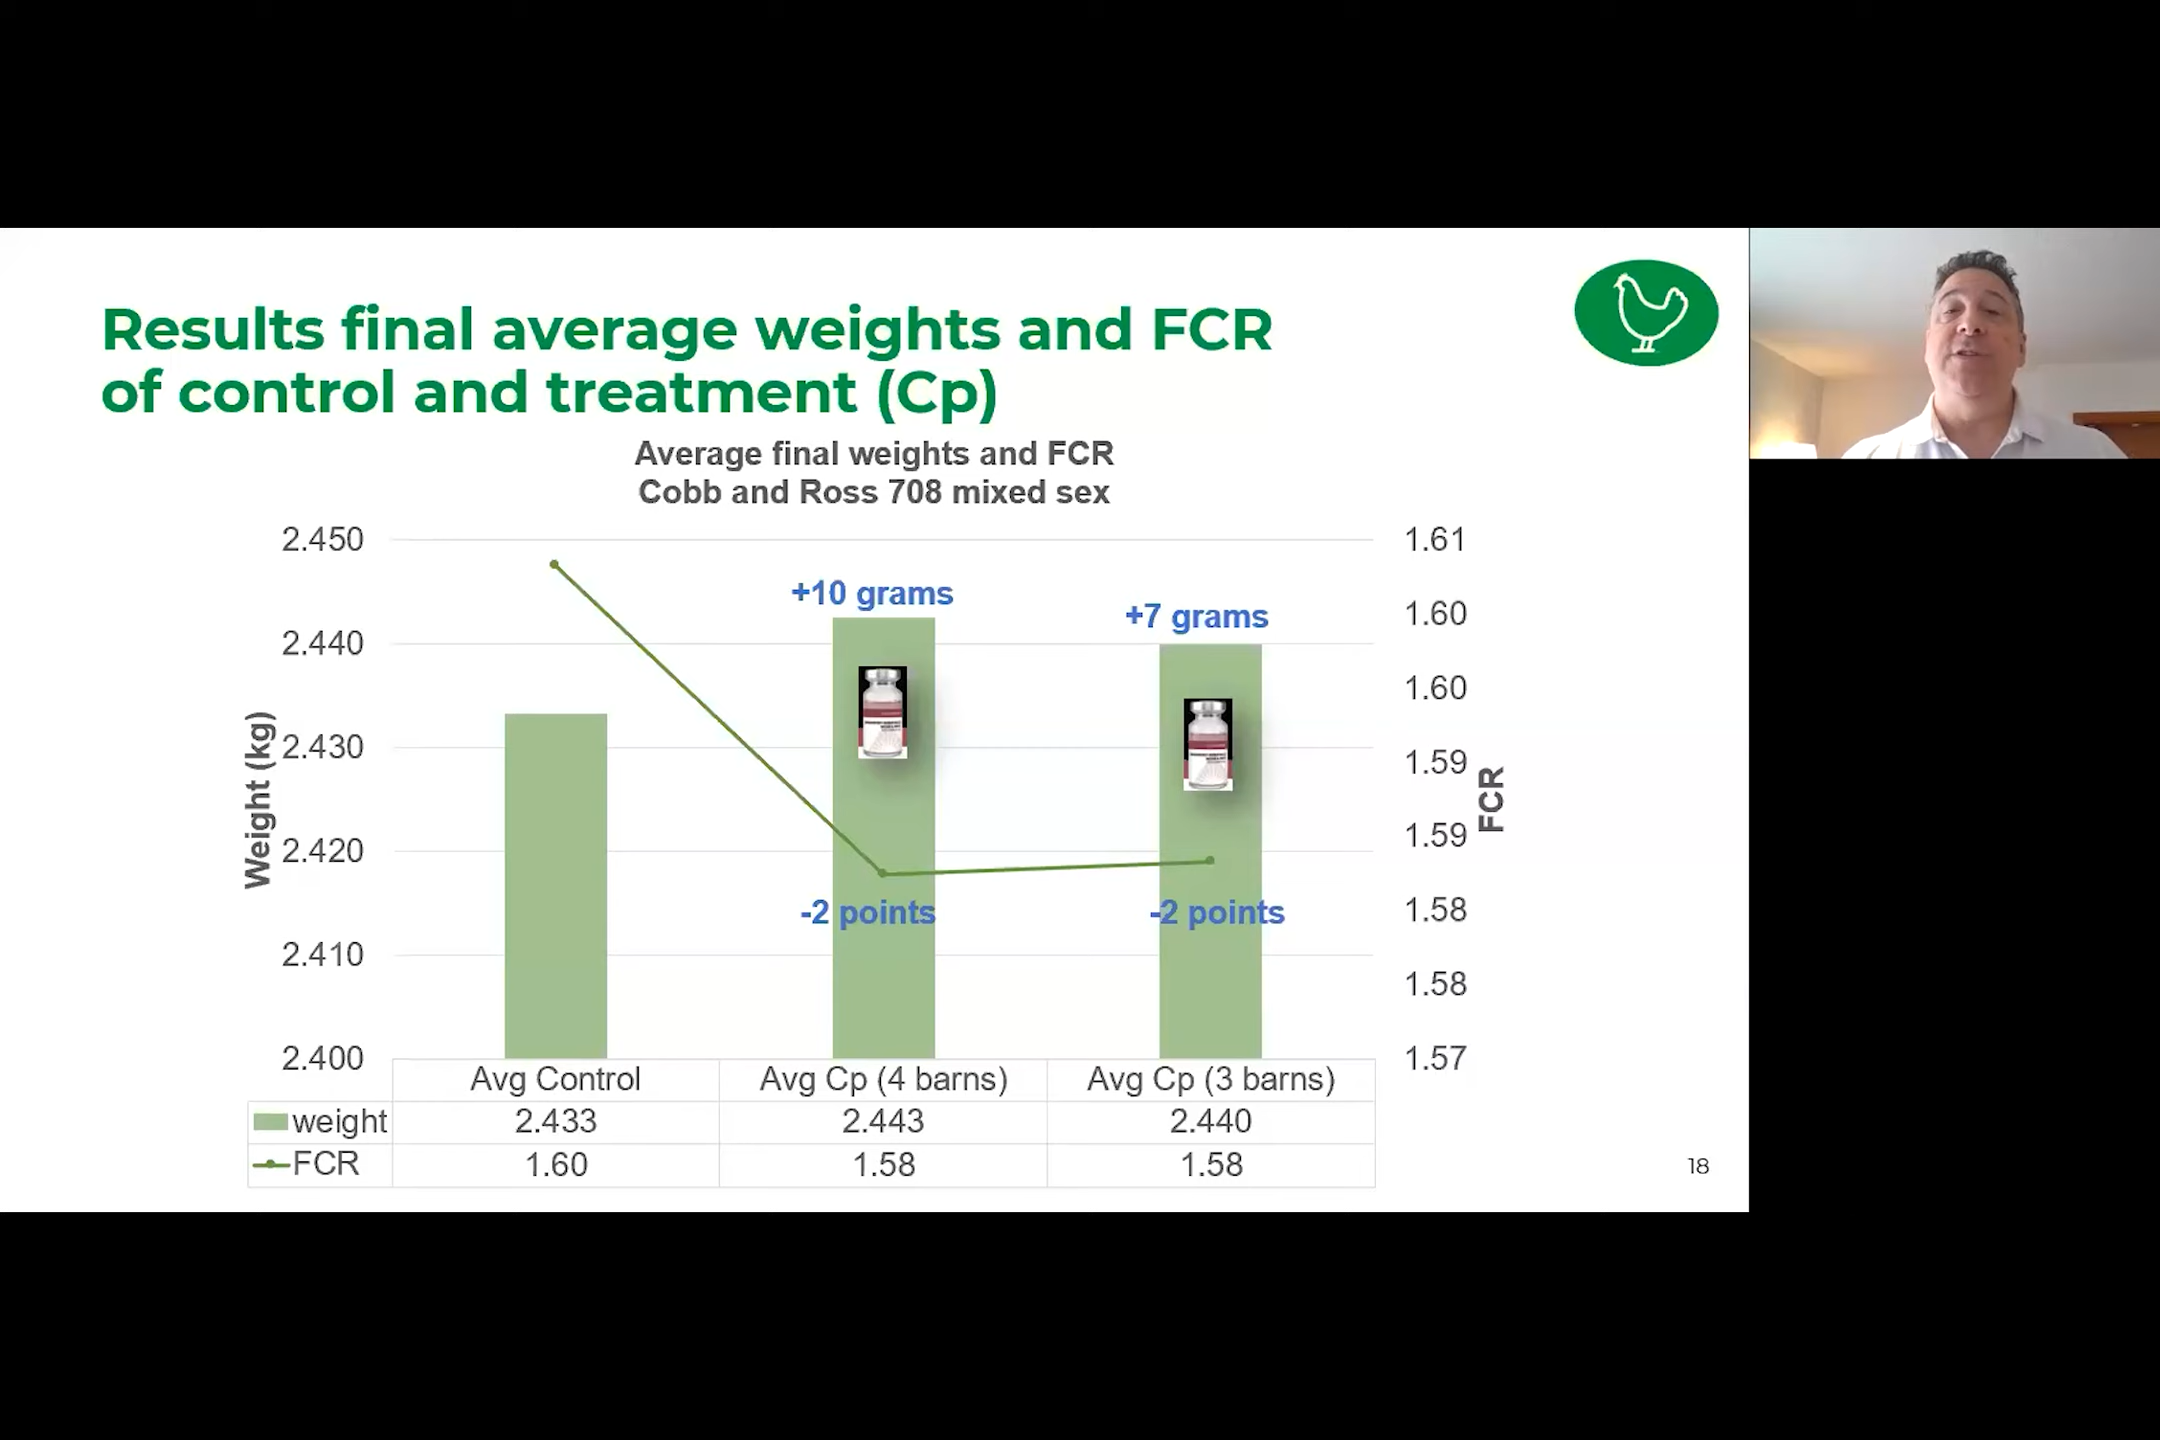 Results final average weights and FCR
of control and treatment (Cp)
Average final weights and FCR
Cobb and Ross 708 mixed sex
2.450
2.440
2.430
2.420
2.410
2.400
Weight (kg)
+10 grams
+7 grams
-2 points
-2 points
1.61
1.60
1.60
1.59
1.59
1.58
1.58
1.57
FCR
Avg Control Avg Cp (4 barns) Avg Cp (3 barns)
weight 2.433 2.443 2.440
FCR 1.60 1.58 1.58
18